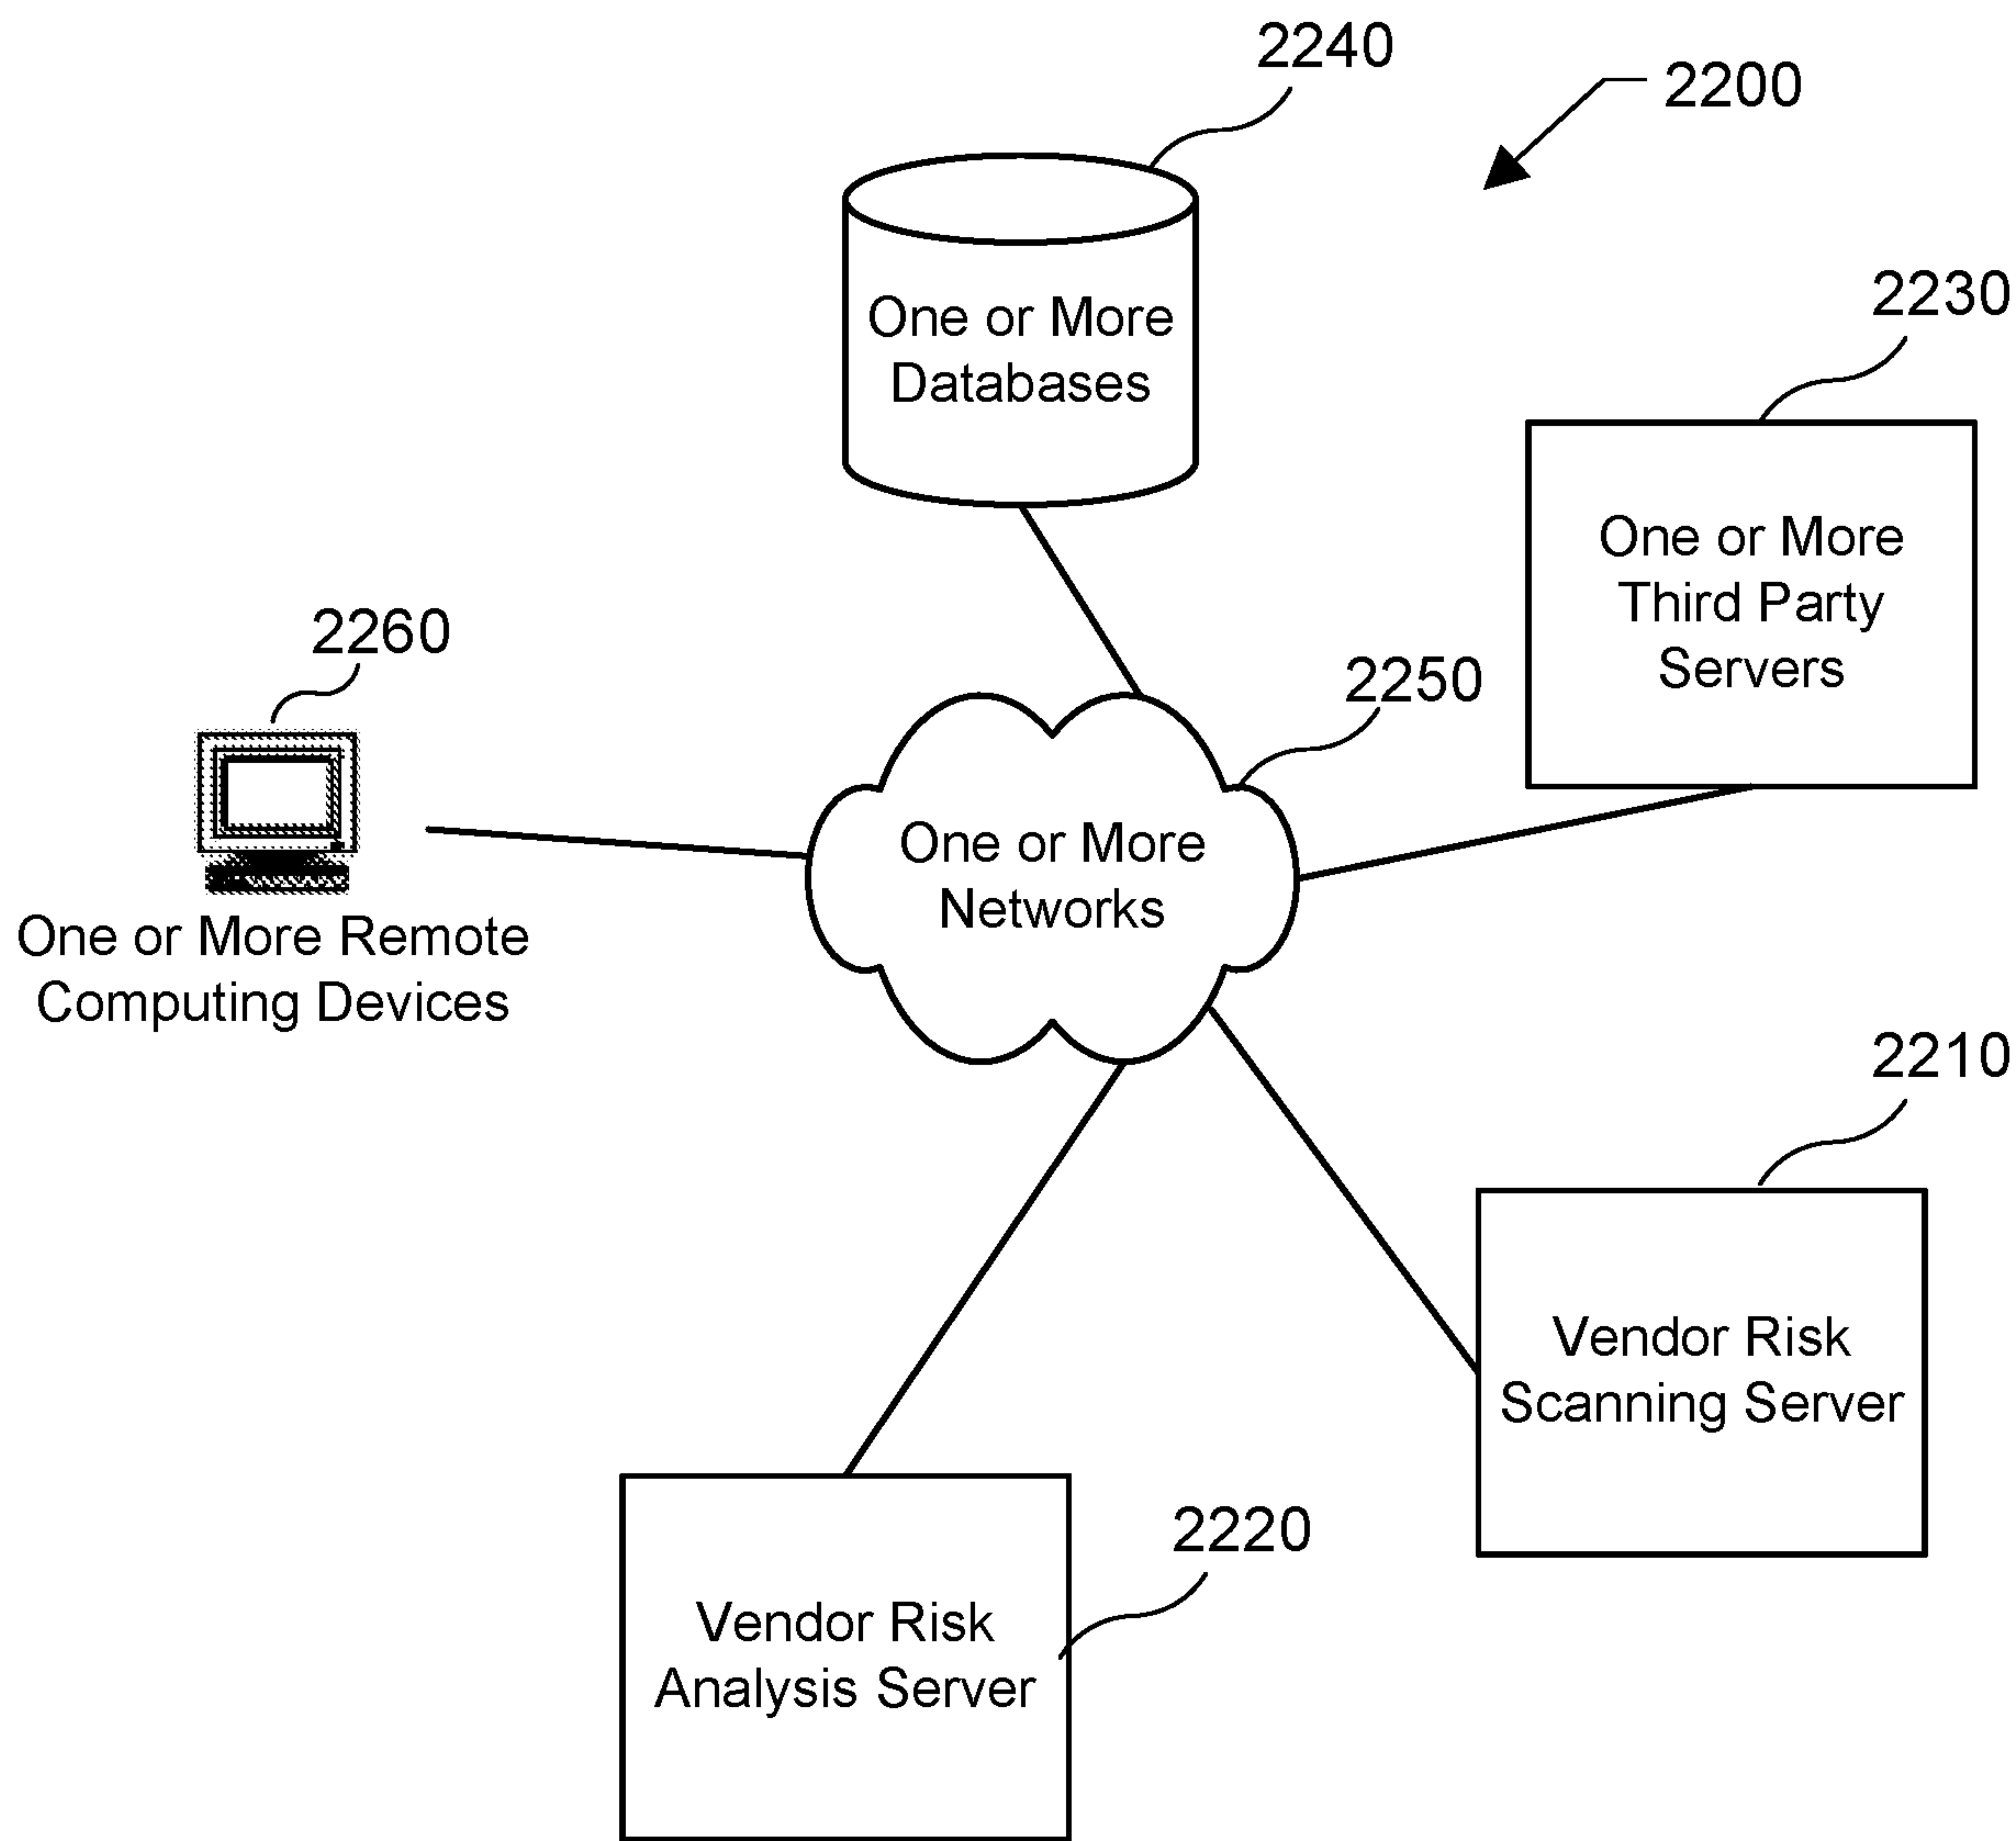 2240
2200
One or More
Databases
2230
One or More
Third Party
Servers
2260
2250
One or More
Networks
One or More Remote
Computing Devices
2210
Vendor Risk
Scanning Server
2220
Vendor Risk
Analysis Server